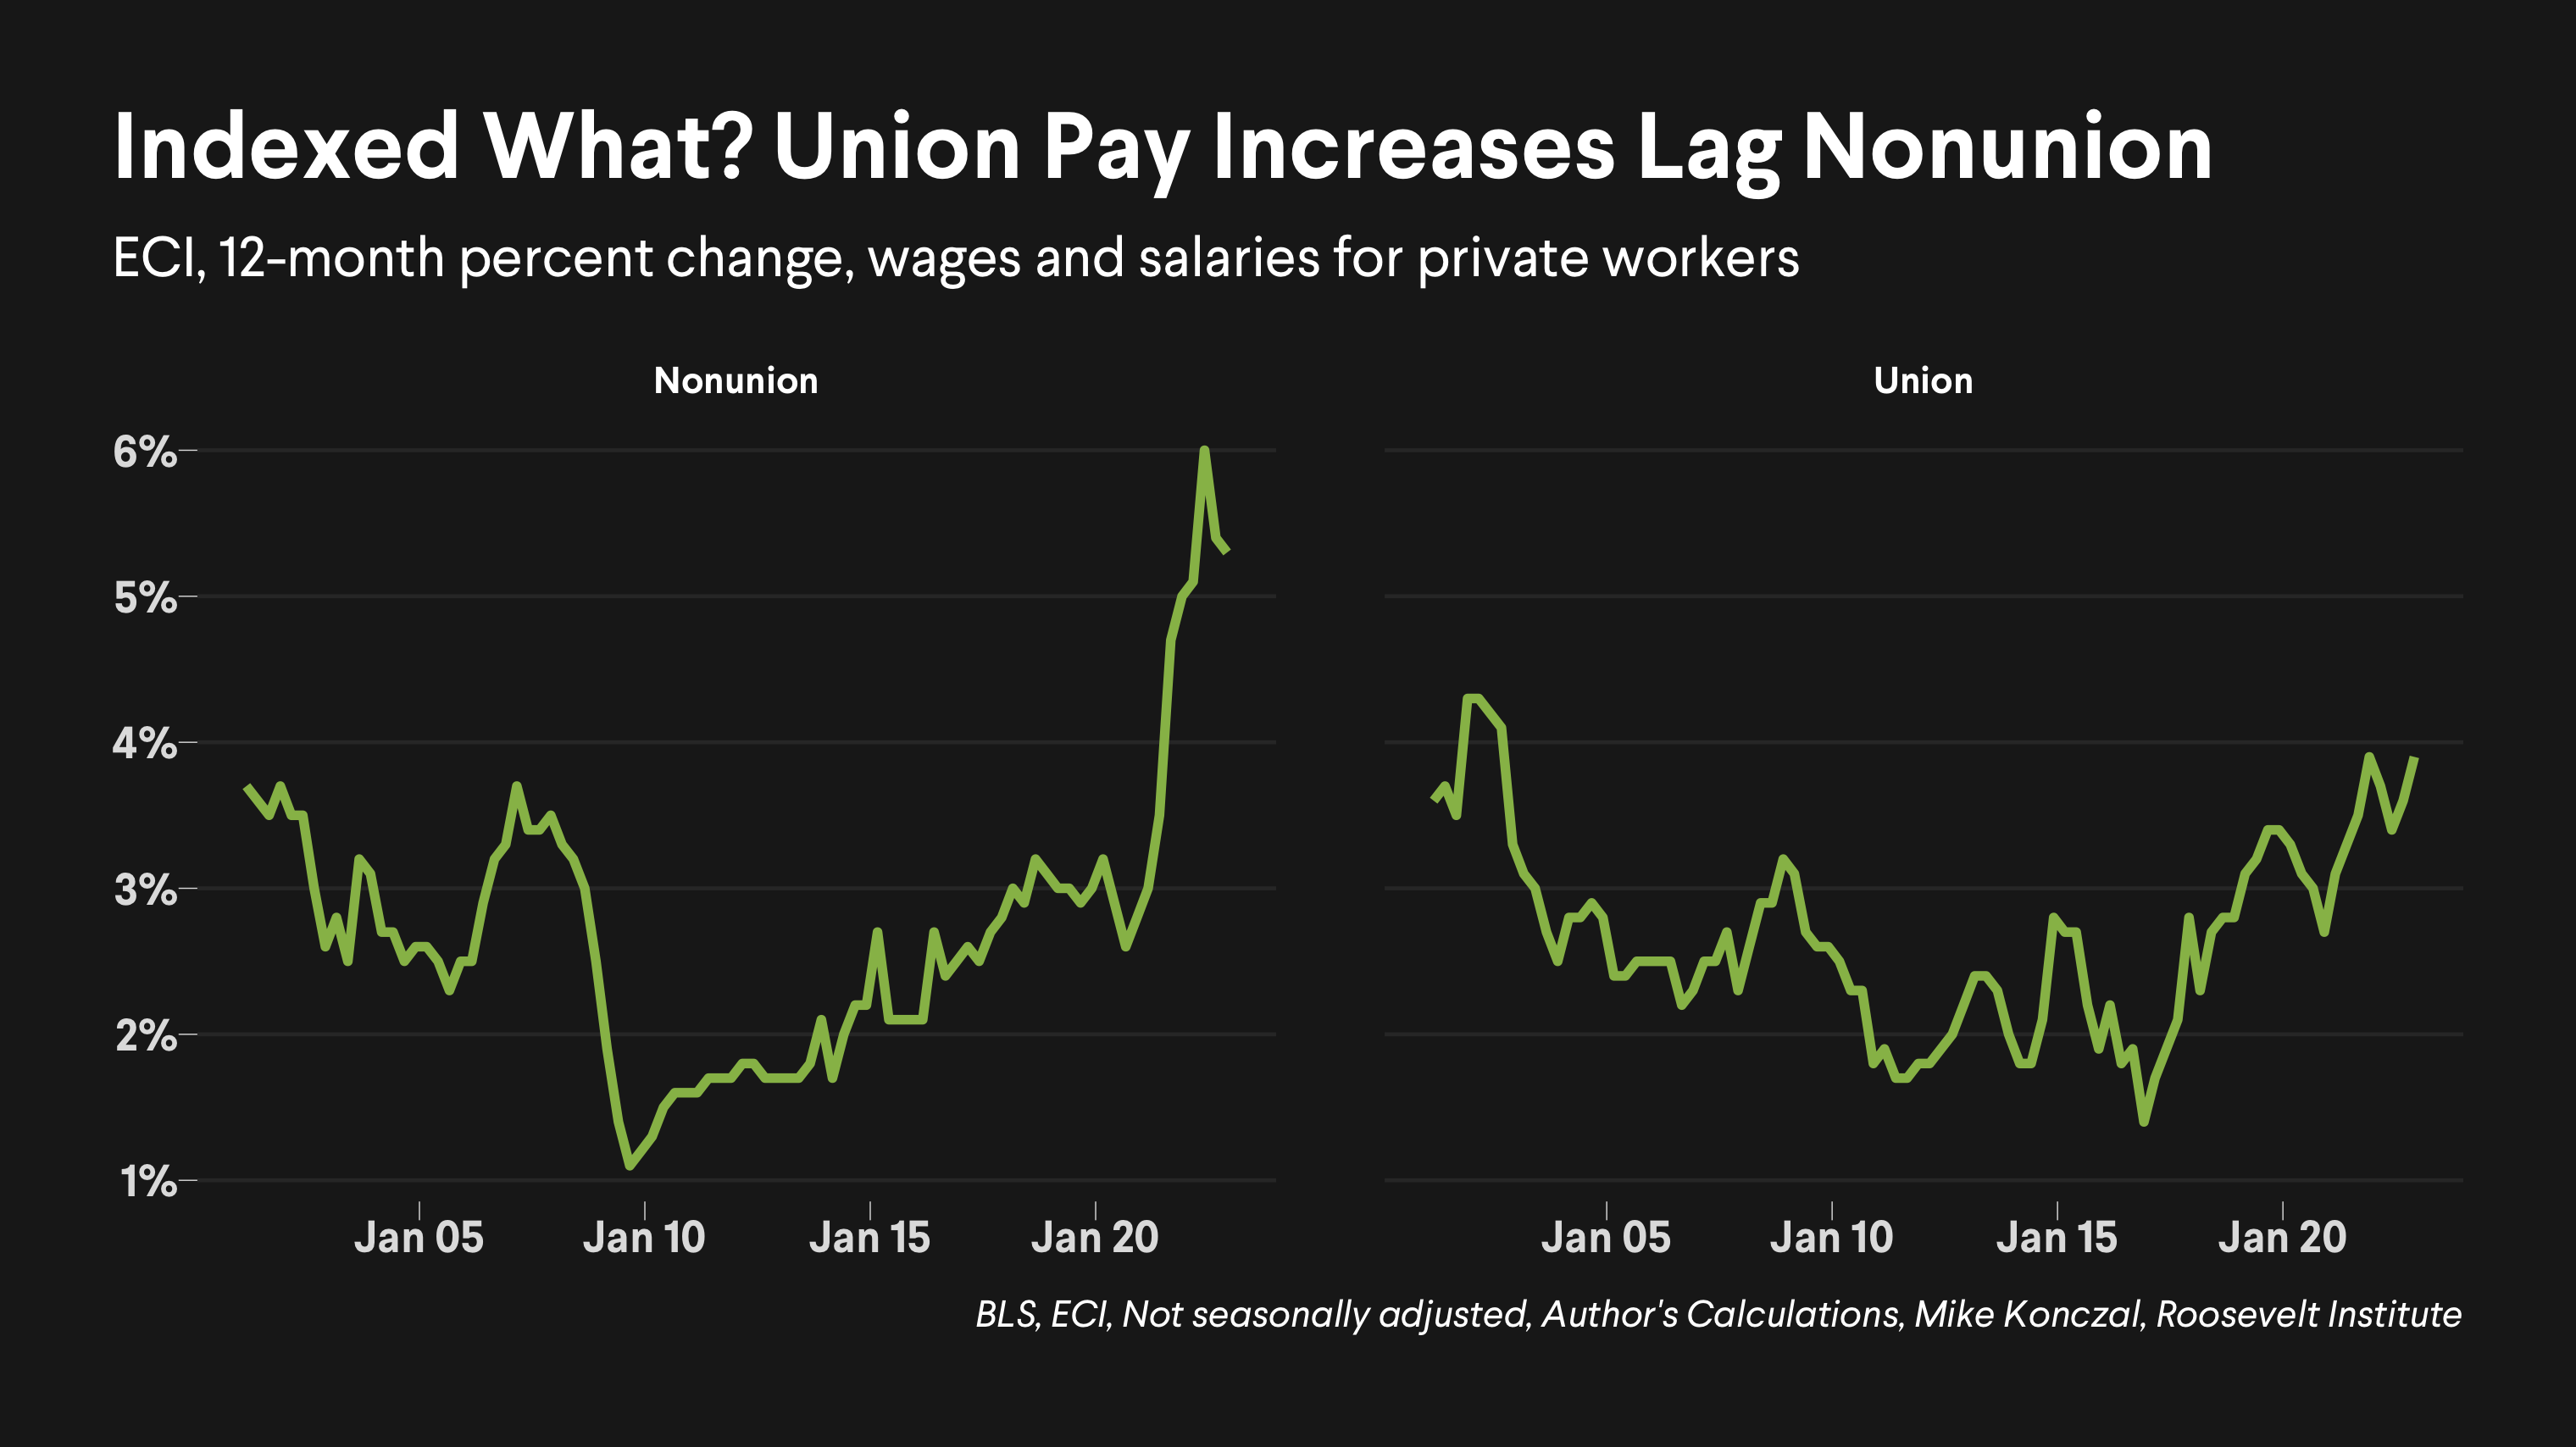 Indexed What? Union Pay Increases Lag Nonunion
ECI, 12-month percent change, wages and salaries for private workers
Nonunion
Union
6%
5%
4%
3%
2%
1%
Jan 05 Jan 10 Jan 15 Jan 20
Jan 05 Jan 10 Jan 15 Jan 20
BLS, ECI, Not seasonally adjusted, Author's Calculations, Mike Konczal, Roosevelt Institute